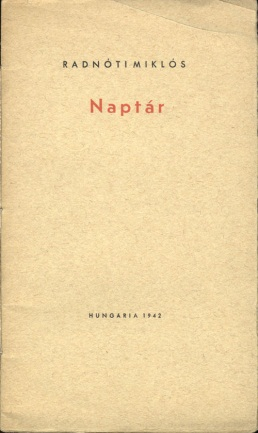 RADNÓTI MIKLÓS
Naptár
HUNGÁRIA 1942